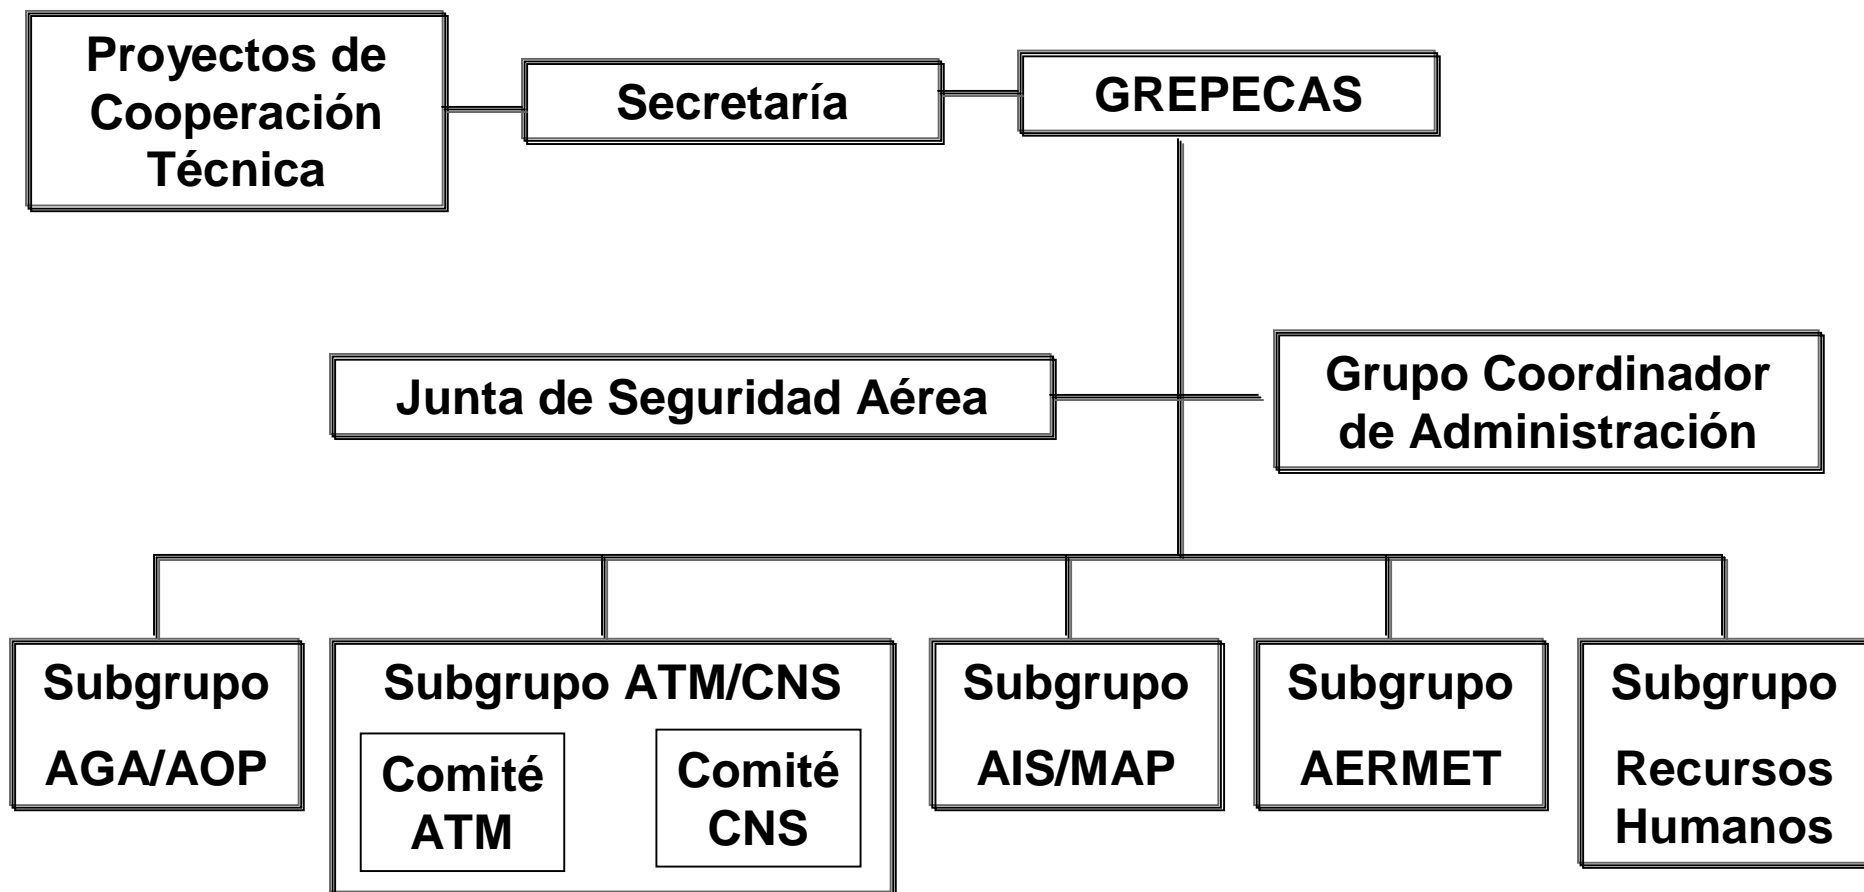 Proyectos de
Cooperación
Técnica
Secretaría
GREPECAS
Junta de Seguridad Aérea
Grupo Coordinador
de Administración
Subgrupo
AGA/AOP
Subgrupo ATM/CNS
Comité
ATM
Comité
CNS
Subgrupo
AIS/MAP
Subgrupo
AERMET
Subgrupo
Recursos
Humanos